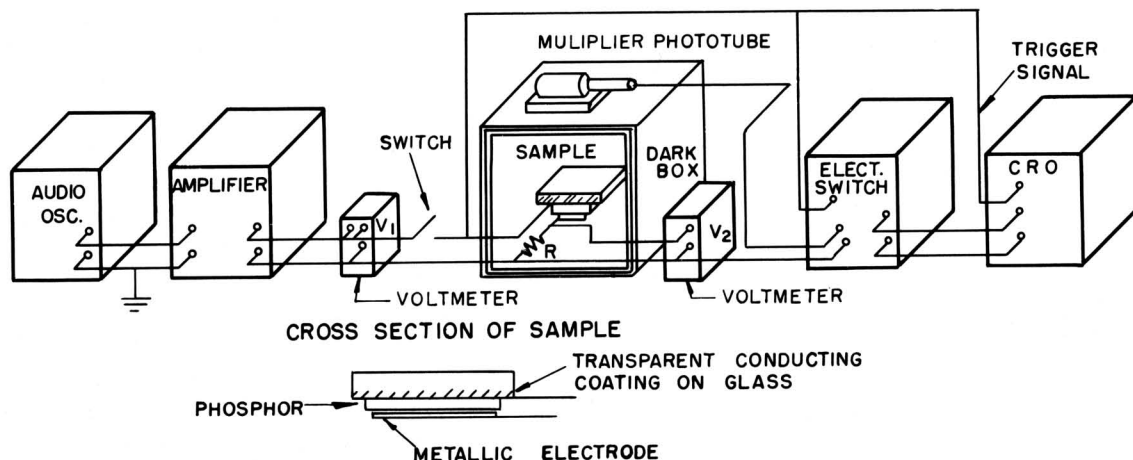 MULIPLIER PHOTOTUBE
TRIGGER
SIGNAL
SWITCH
SAMPLE
DARK
BOX
AUDIO
OSC.
AMPLIFIER
V1
R
V2
ELECT.
SWITCH
CRO
VOLTMETER
VOLTMETER
CROSS SECTION OF SAMPLE
TRANSPARENT CONDUCTING
COATING ON GLASS
PHOSPHOR
METALLIC ELECTRODE